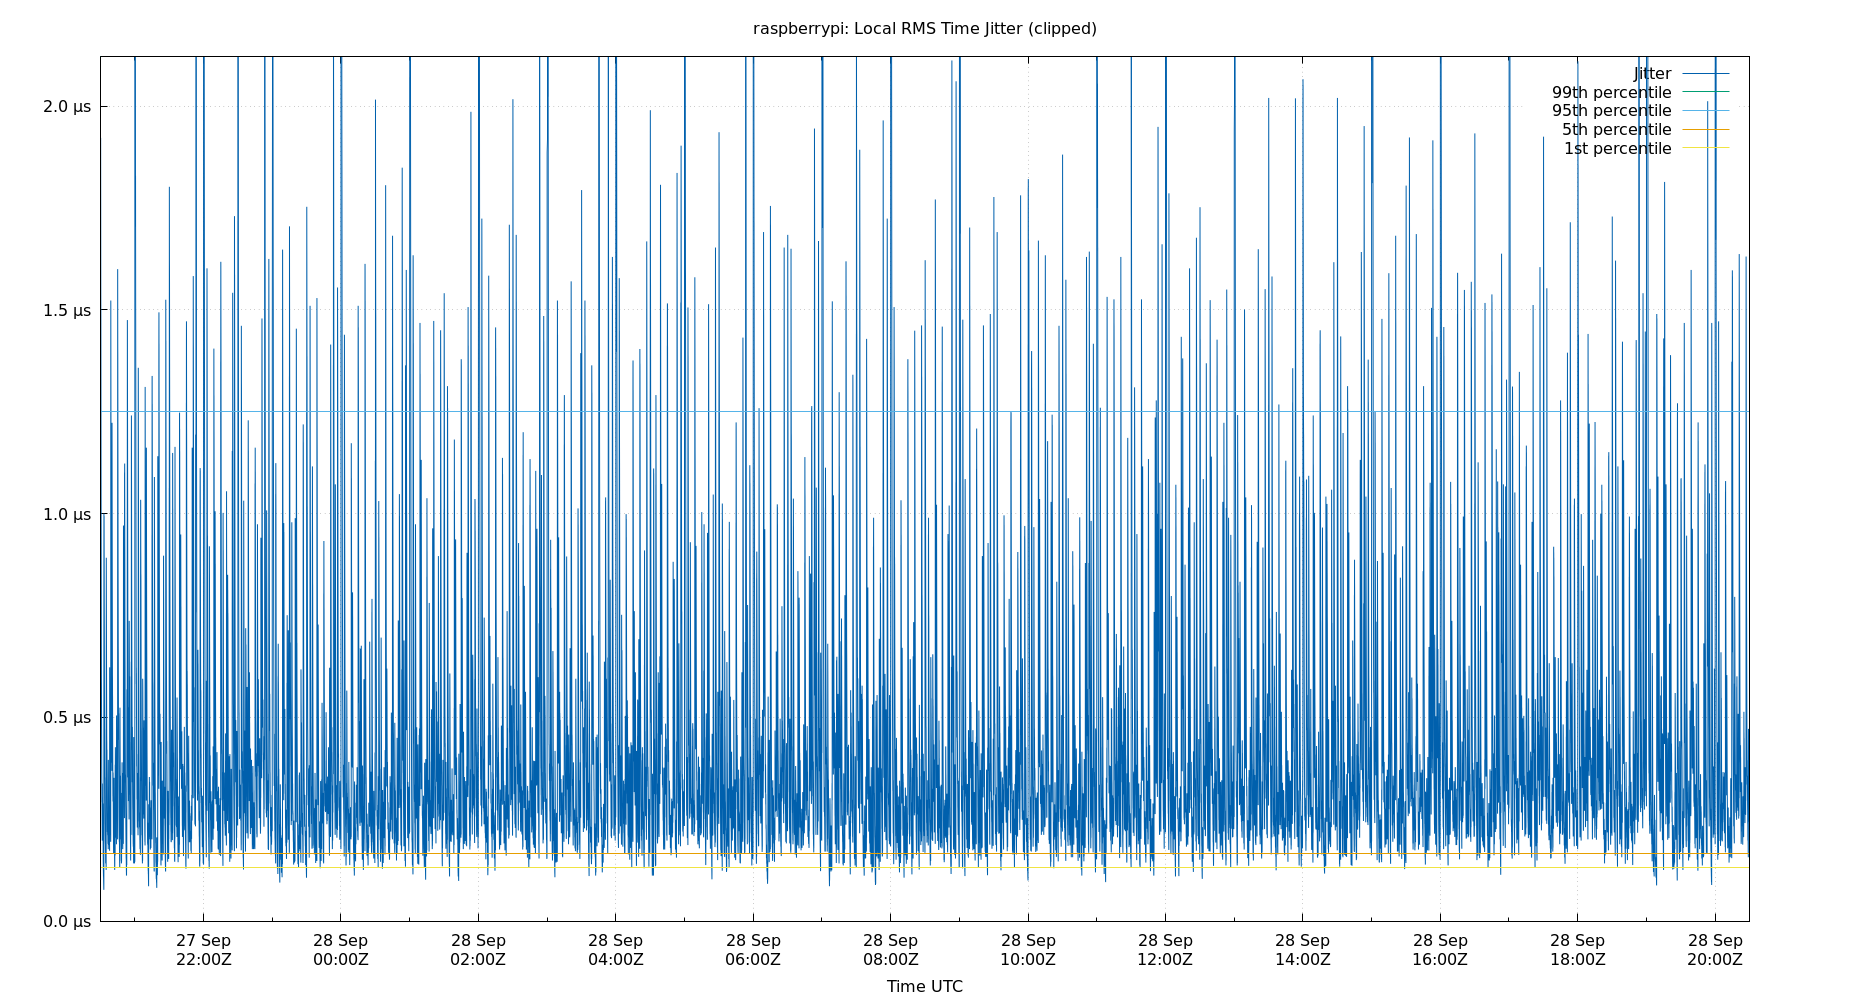 raspberrypi: Local RMS Time Jitter (clipped)
Jitter
99th percentile
95th percentile
5th percentile
1st percentile
2.0 µs
1.5 µs
1.0 µs
0.5 µs
0.0 µs
27 Sep 28 Sep 28 Sep 28 Sep 28 Sep 28 Sep 28 Sep 28 Sep 28 Sep 28 Sep 28 Sep 28 Sep
22:00Z 00:00Z 02:00Z 04:00Z 06:00Z 08:00Z 10:00Z 12:00Z 14:00Z 16:00Z 18:00Z 20:00Z
Time UTC